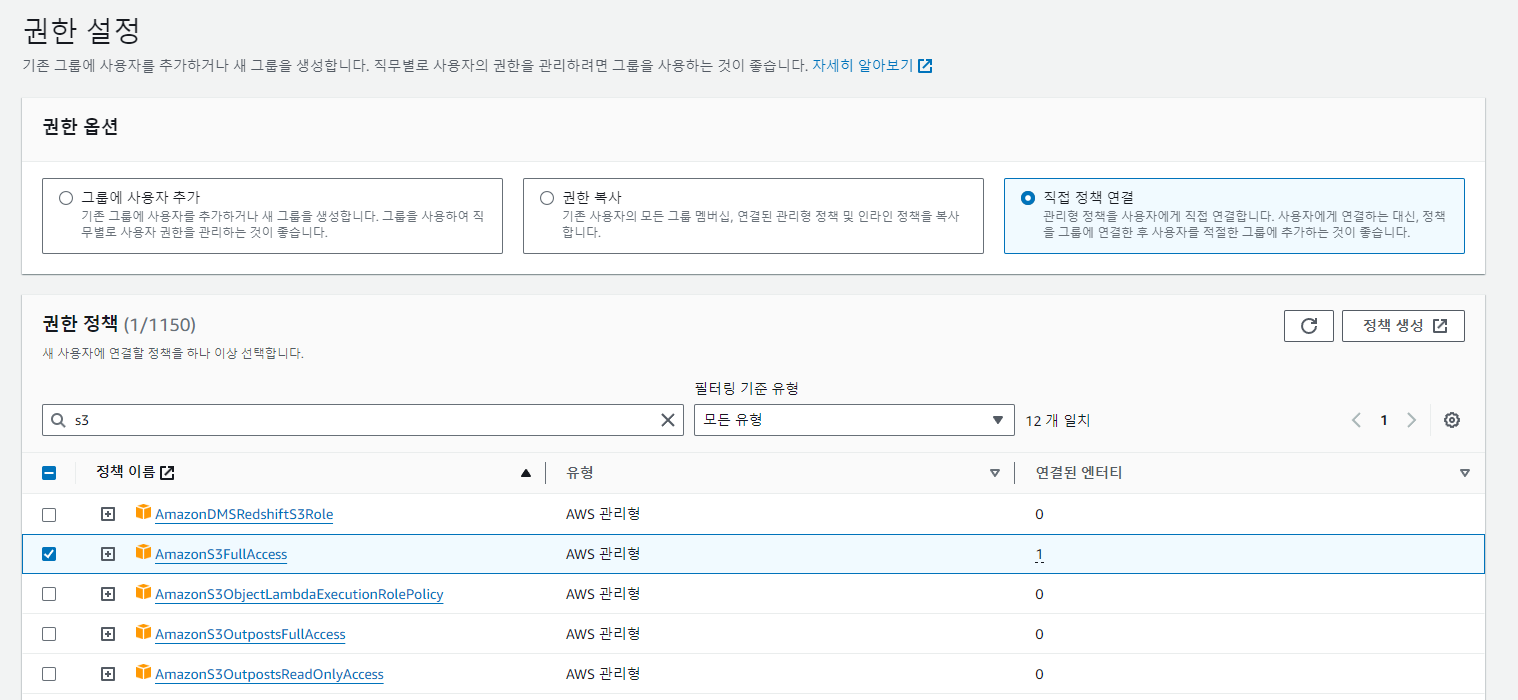 권한 설정
기존 그룹에 사용자를 추가하거나 새 그룹을 생성합니다. 직무별로 사용자의 권한을 관리하려면 그룹을 사용하는 것이 좋습니다. 자세히 알아보기
권한 옵션
그룹에 사용자 추가
기존 그룹에 사용자를 추가하거나 새 그룹을 생성합니다. 그룹을 사용하여 직
무별로 사용자 권한을 관리하는 것이 좋습니다.
권한 복사
기존 사용자의 모든 그룹 멤버십, 연결된 관리형 정책 및 인라인 정책을 복사
합니다.
직접 정책 연결
관리형 정책을 사용자에게 직접 연결합니다. 사용자에게 연결하는 대신, 정책
을 그룹에 연결한 후 사용자를 적절한 그룹에 추가하는 것이 좋습니다.
권한 정책 (1/1150)
정책 생성
새 사용자에 연결할 정책을 하나 이상 선택합니다.
필터링 기준 유형
s3
모든 유형
12 개 일치
1
정책 이름 유형 연결된 엔터티
AmazonDMSRedshiftS3Role AWS 관리형 0
AmazonS3FullAccess AWS 관리형 1
AmazonS3ObjectLambdaExecutionRolePolicy AWS 관리형 0
AmazonS3OutpostsFullAccess AWS 관리형 0
AmazonS3OutpostsReadOnlyAccess AWS 관리형 0